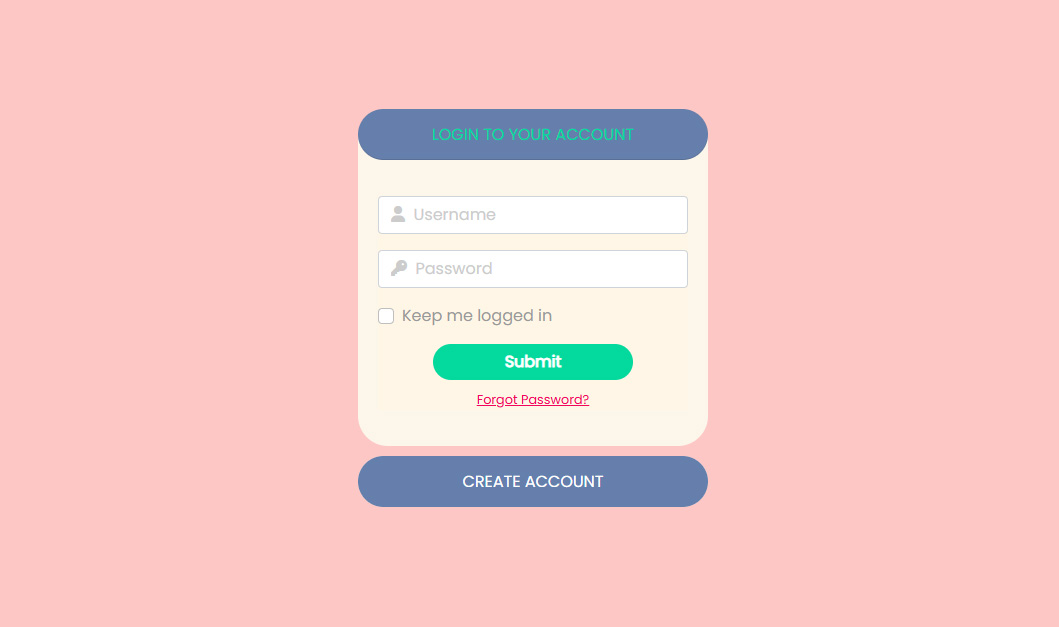 LOGIN TO YOUR ACCOUNT
Username
Password
Keep me logged in
Submit
Forgot Password?
CREATE ACCOUNT